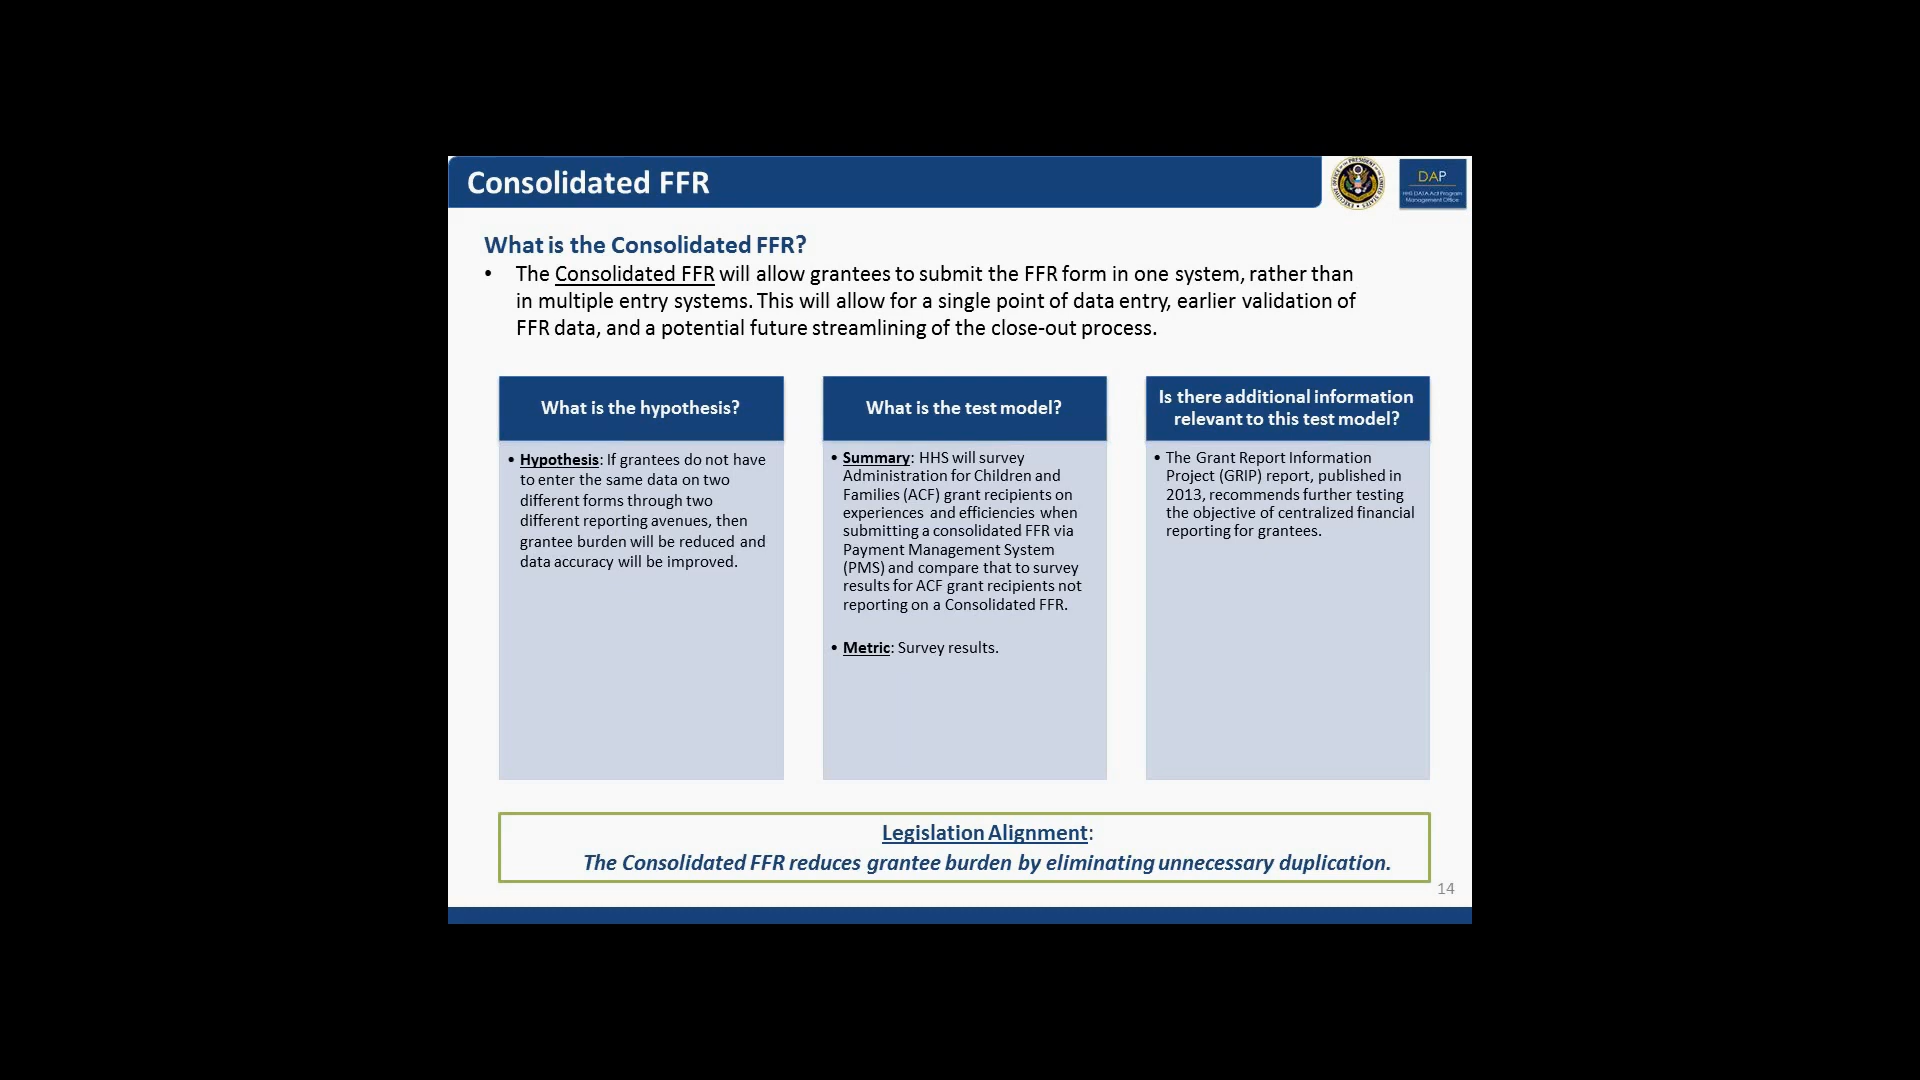 Consolidated FFR
DAP
HHS DATA Act Program
Management Office
What is the Consolidated FFR?
• The Consolidated FFR will allow grantees to submit the FFR form in one system, rather than
in multiple entry systems. This will allow for a single point of data entry, earlier validation of
FFR data, and a potential future streamlining of the close-out process.
What is the hypothesis?
• Hypothesis: If grantees do not have
to enter the same data on two
different forms through two
different reporting avenues, then
grantee burden will be reduced and
data accuracy will be improved.
What is the test model?
• Summary: HHS will survey
Administration for Children and
Families (ACF) grant recipients on
experiences and efficiencies when
submitting a consolidated FFR via
Payment Management System
(PMS) and compare that to survey
results for ACF grant recipients not
reporting on a Consolidated FFR.
• Metric: Survey results.
Is there additional information
relevant to this test model?
• The Grant Report Information
Project (GRIP) report, published in
2013, recommends further testing
the objective of centralized financial
reporting for grantees.
Legislation Alignment:
The Consolidated FFR reduces grantee burden by eliminating unnecessary duplication.
14